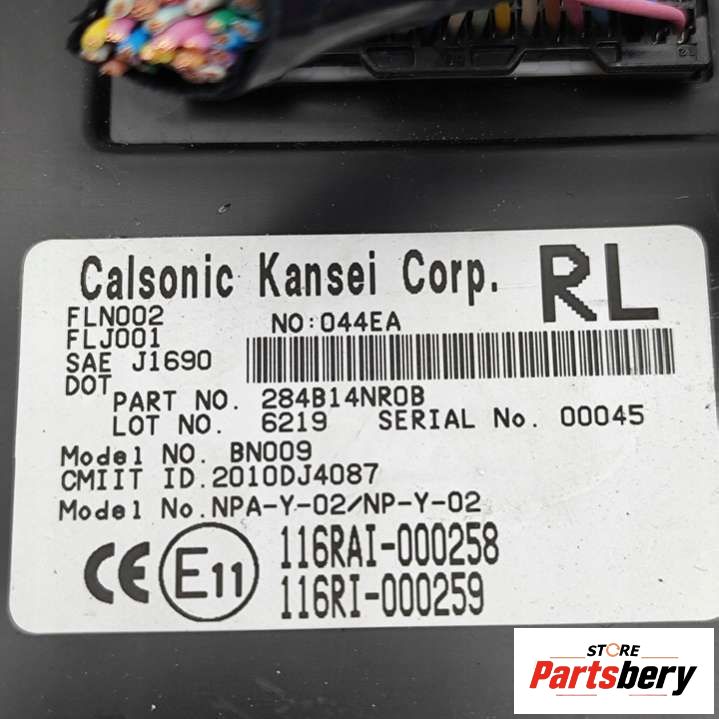 Calsonic Kansei Corp. RL
FLN002
FLJ001
NO:044EA
SAE J1690
DOT
PART NO. 284B14NR0B
LOT NO. 6219 SERIAL No. 00045
Model NO. BN009
CMIIT ID.2010DJ4087
Model No.NPA-Y-02/NP-Y-02
CE E11 116RAI-000258
116RI-000259
STORE
Partsbery